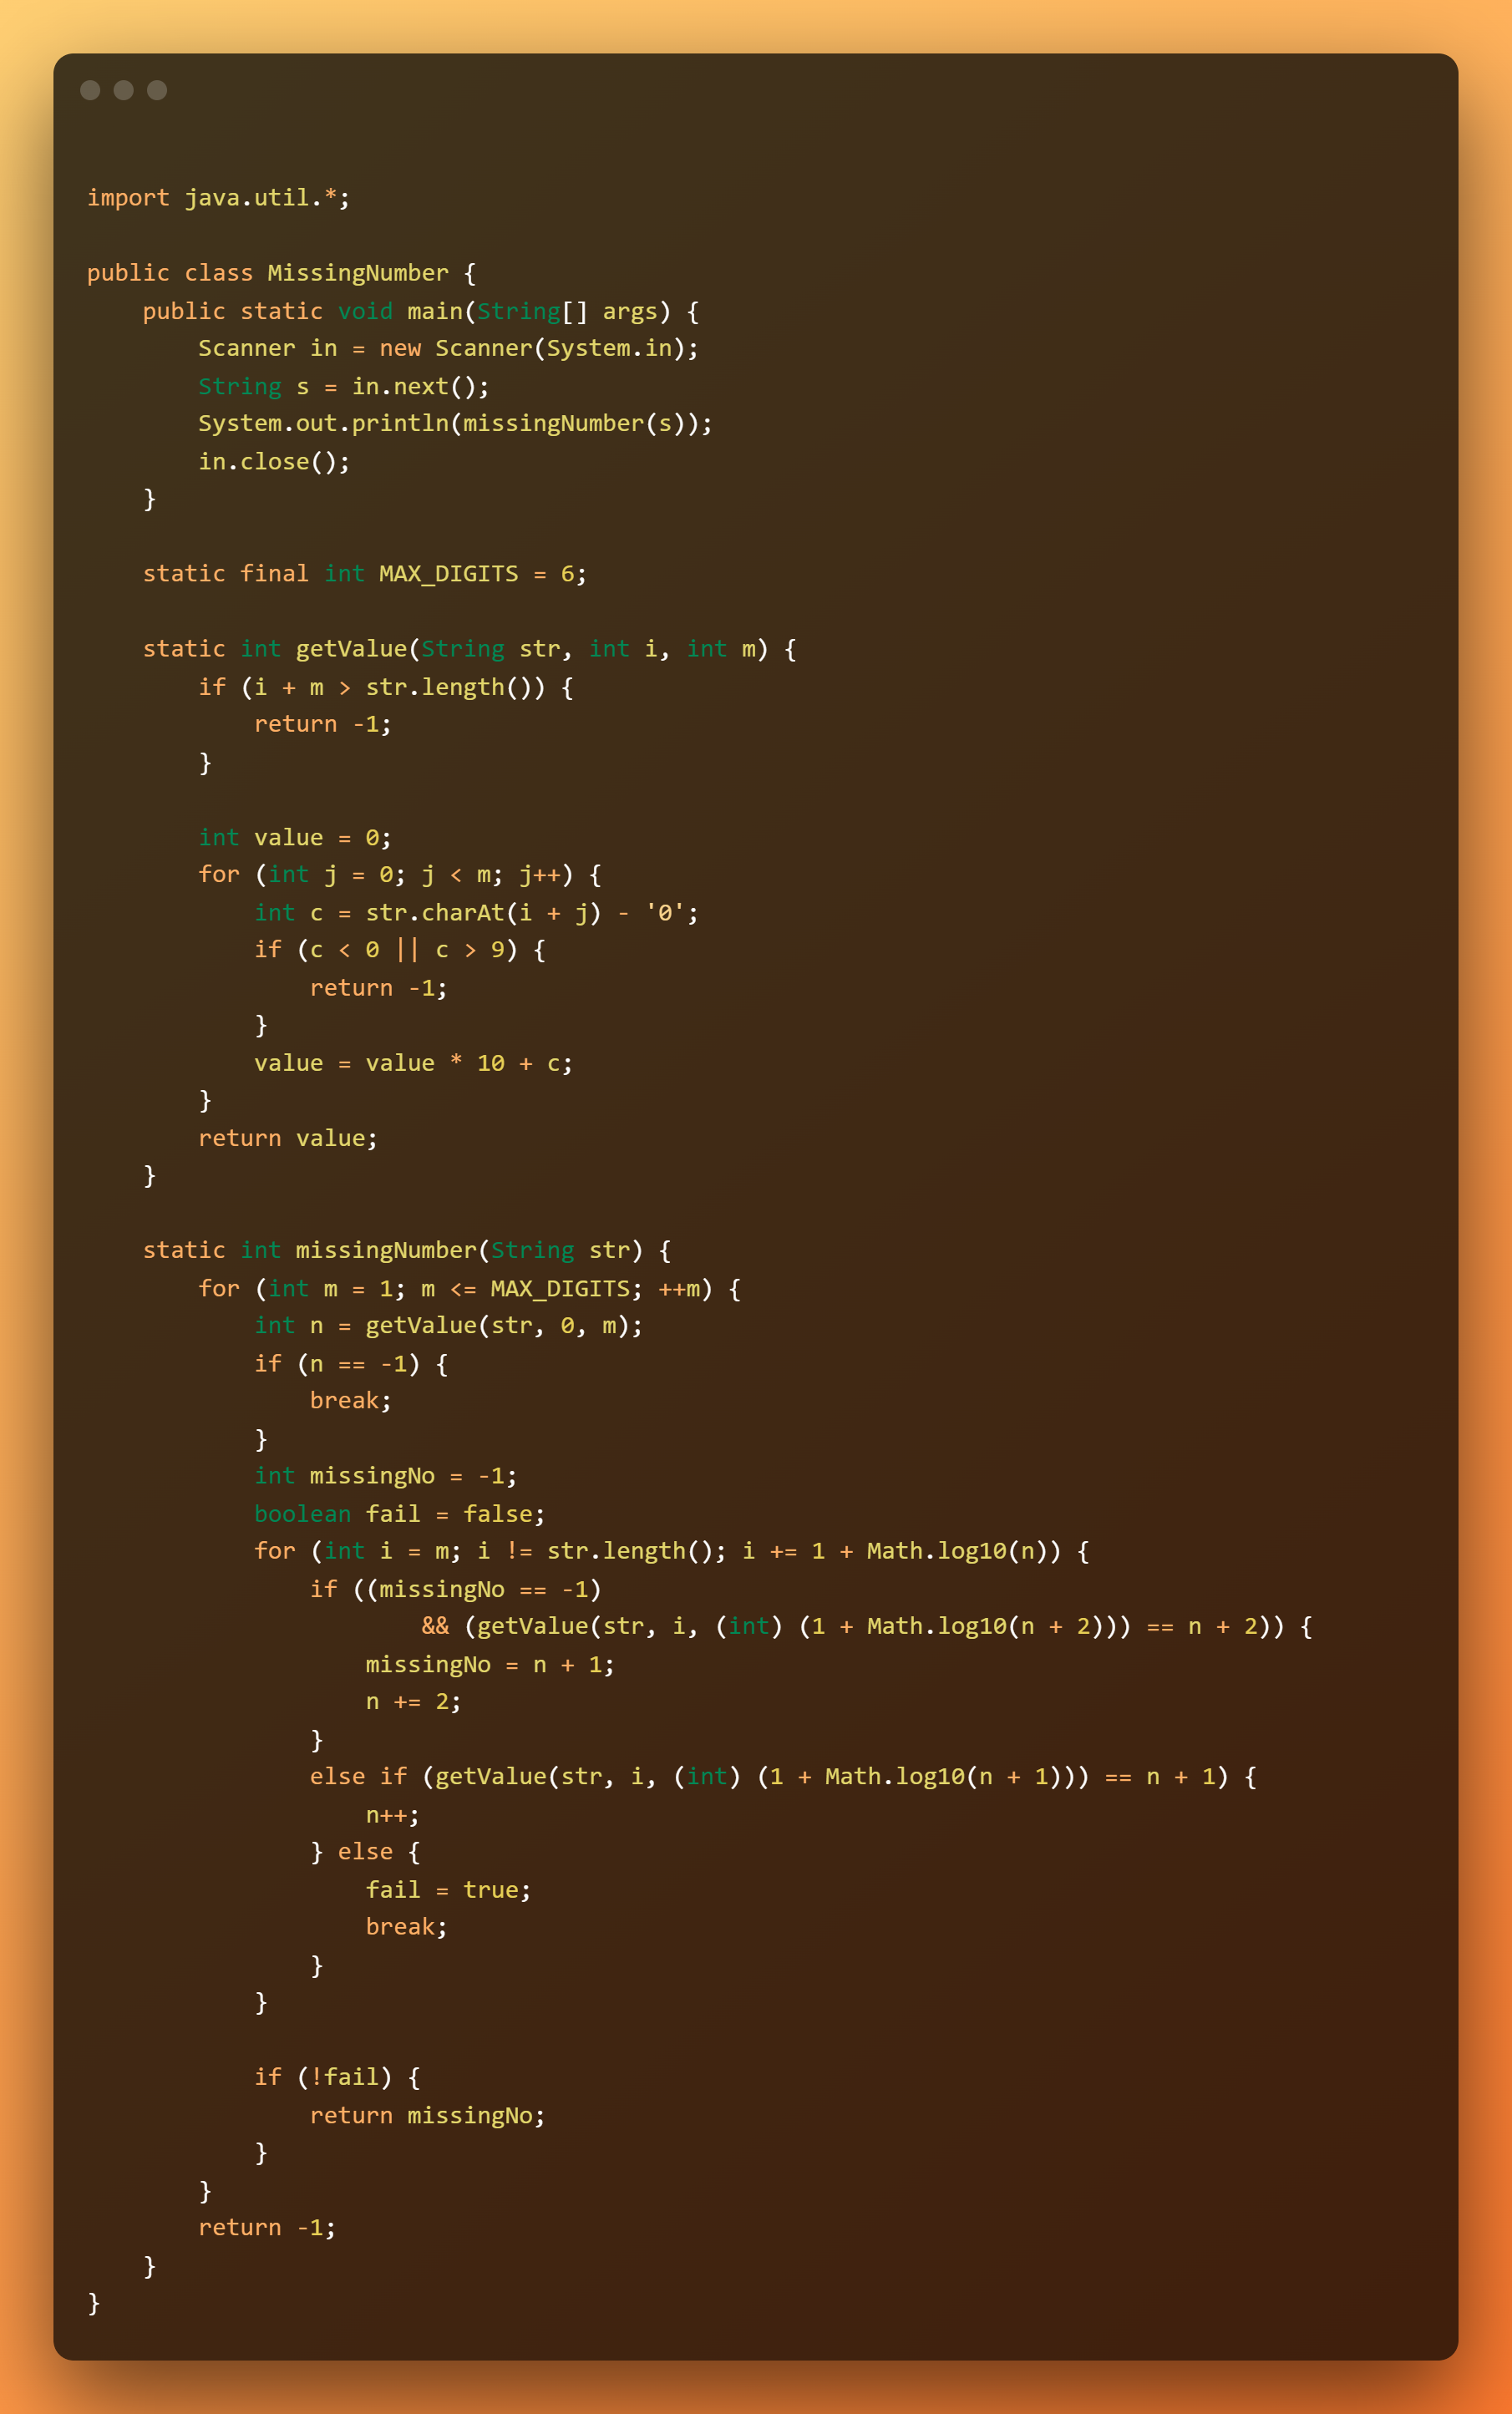 import java.util.*;
public class MissingNumber {
    public static void main(String[] args) {
        Scanner in = new Scanner(System.in);
        String s = in.next();
        System.out.println(missingNumber(s));
        in.close();
    }
    static final int MAX_DIGITS = 6;
    static int getValue(String str, int i, int m) {
        if (i + m > str.length()) {
            return -1;
        }
        int value = 0;
        for (int j = 0; j < m; j++) {
            int c = str.charAt(i + j) - '0';
            if (c < 0 || c > 9) {
                return -1;
            }
            value = value * 10 + c;
        }
        return value;
    }
    static int missingNumber(String str) {
        for (int m = 1; m <= MAX_DIGITS; ++m) {
            int n = getValue(str, 0, m);
            if (n == -1) {
                break;
            }
            int missingNo = -1;
            boolean fail = false;
            for (int i = m; i != str.length(); i += 1 + Math.log10(n)) {
                if ((missingNo == -1)
                        && (getValue(str, i, (int) (1 + Math.log10(n + 2))) == n + 2)) {
                    missingNo = n + 1;
                    n += 2;
                }
                else if (getValue(str, i, (int) (1 + Math.log10(n + 1))) == n + 1) {
                    n++;
                } else {
                    fail = true;
                    break;
                }
            }
            if (!fail) {
                return missingNo;
            }
        }
        return -1;
    }
}